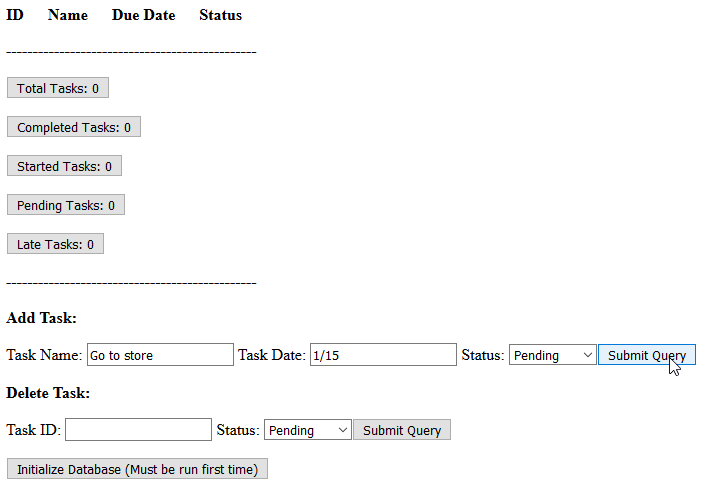 ID Name Due Date Status
------------------------------------------------
Total Tasks: 0
Completed Tasks: 0
Started Tasks: 0
Pending Tasks: 0
Late Tasks: 0
------------------------------------------------
Add Task:
Task Name: Go to store Task Date: 1/15 Status: Pending Submit Query
Delete Task:
Task ID: Status: Pending Submit Query
Initialize Database (Must be run first time)